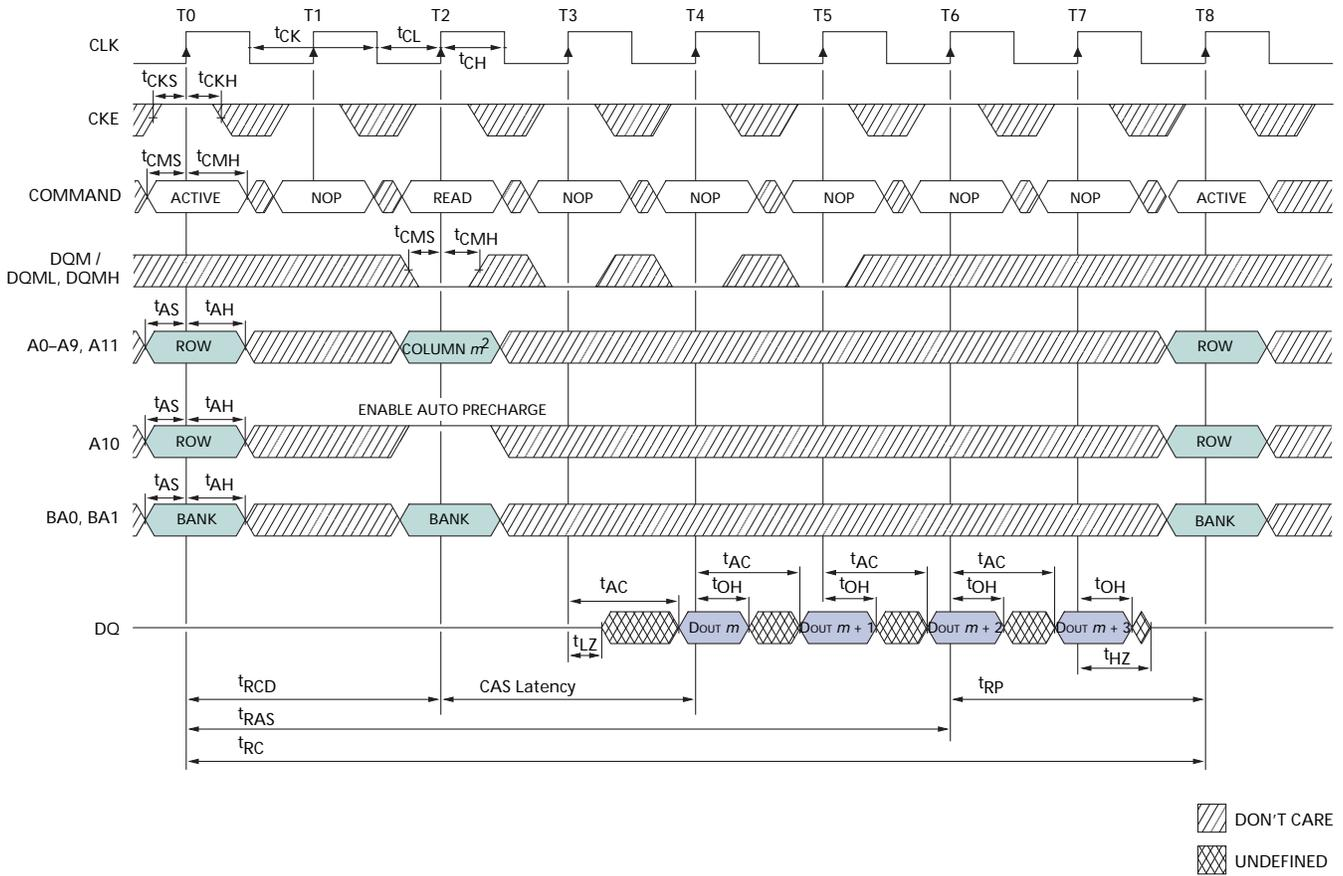 T0 T1 T2 T3 T4 T5 T6 T7 T8
CLK tCK tCL tCH
tCKS tCKH
CKE
tCMS tCMH
COMMAND ACTIVE NOP READ NOP NOP NOP NOP NOP ACTIVE
tCMS tCMH
DQM /
DQML, DQMH
tAS tAH
A0–A9, A11 ROW COLUMN m2 ROW
tAS tAH ENABLE AUTO PRECHARGE
A10 ROW ROW
tAS tAH
BA0, BA1 BANK BANK BANK
tAC tAC tAC
tAC tOH tOH tOH tOH
DQ DOUT m DOUT m + 1 DOUT m + 2 DOUT m + 3
tLZ tHZ
tRCD CAS Latency tRP
tRAS
tRC
DON'T CARE
UNDEFINED